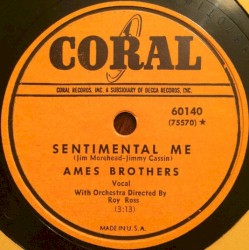 CORAL
CORAL RECORDS, INC. A SUBSIDIARY OF DECCA RECORDS, INC.
60140
(75570) ★
SENTIMENTAL ME
(Jim Morehead-Jimmy Cassin)
AMES BROTHERS
Vocal
With Orchestra Directed By
Roy Ross
(3:13)
MADE IN U.S.A.